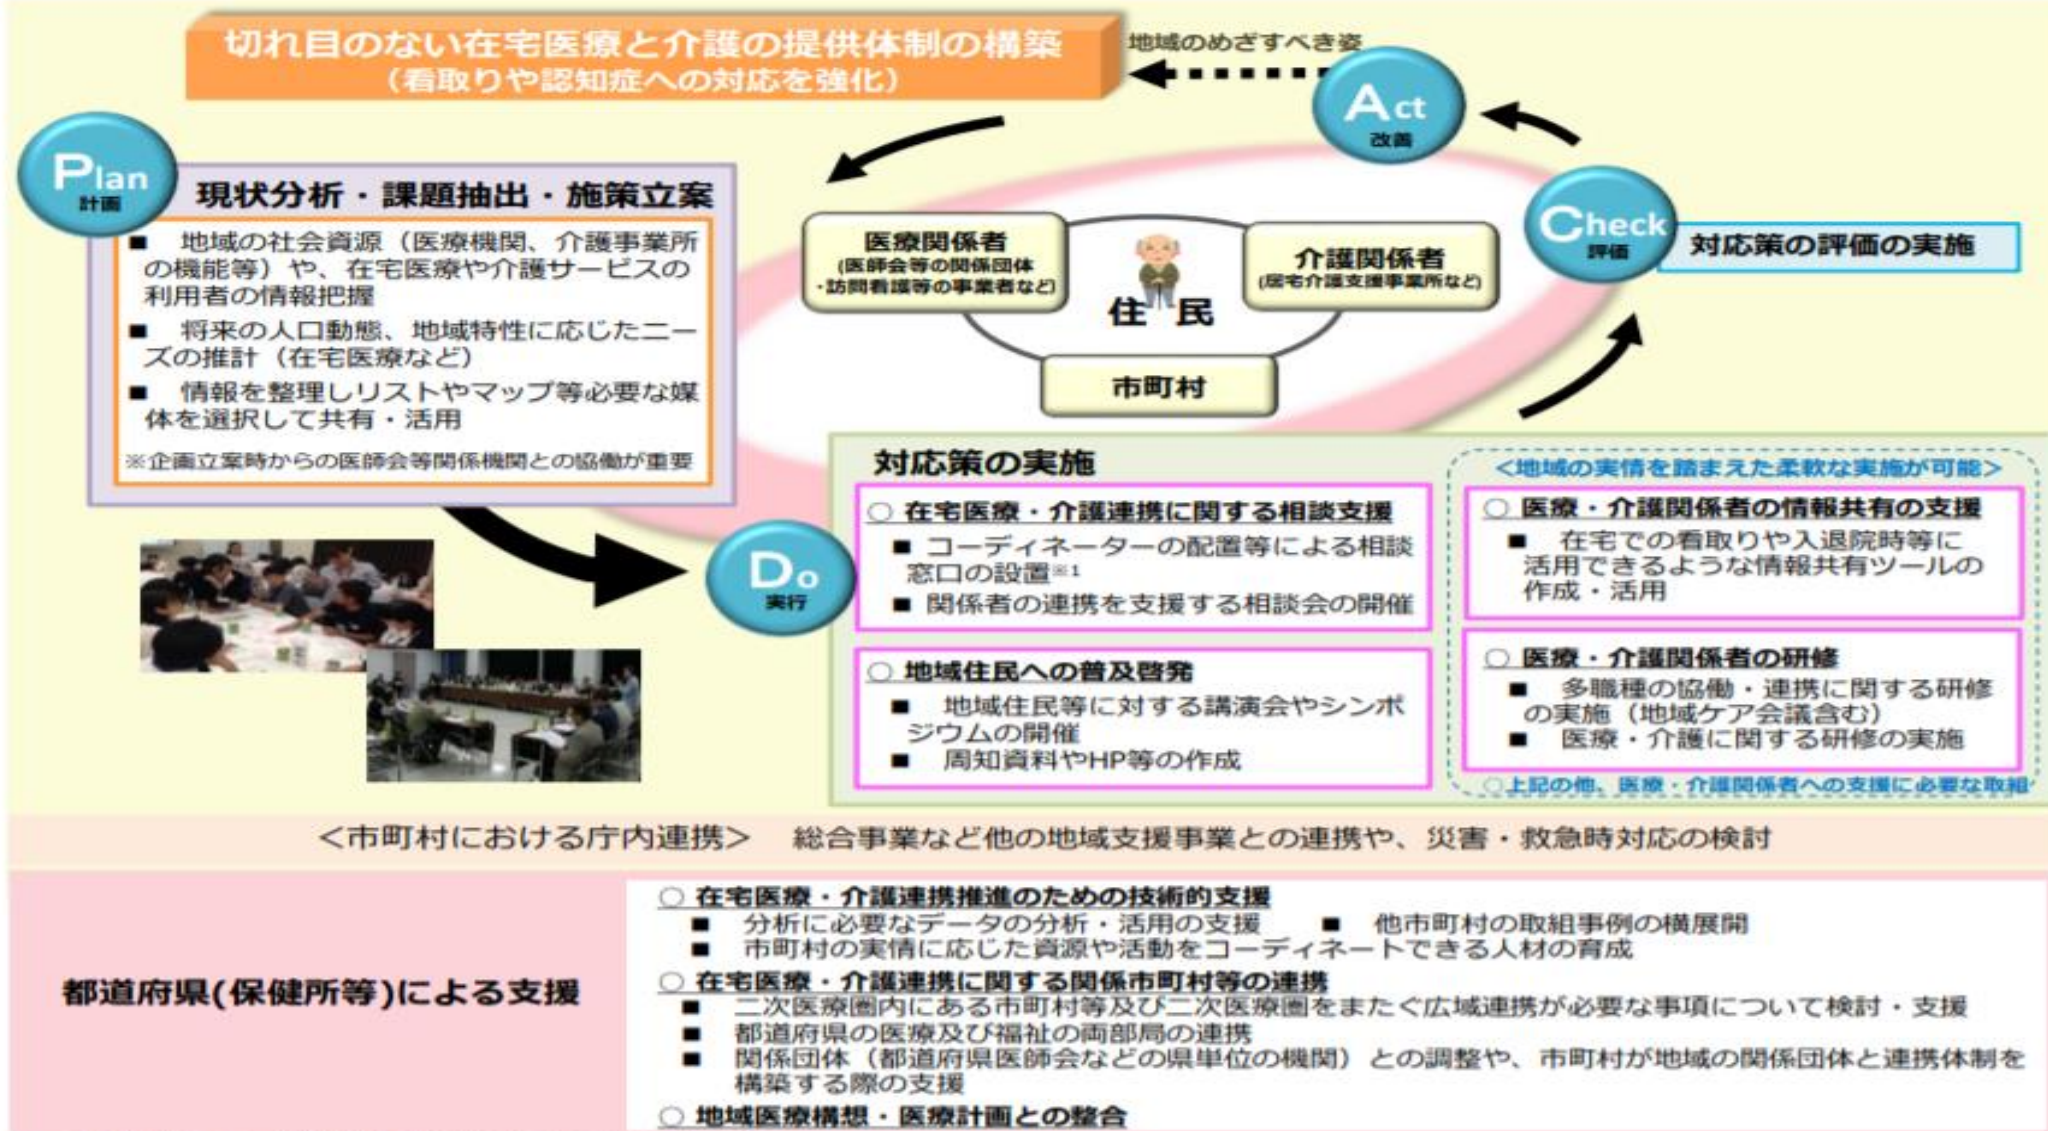 切れ目のない在宅医療と介護の提供体制の構築
（看取りや認知症への対応を強化）
地域のめざすべき姿
Act
改善
Plan
計画
現状分析・課題抽出・施策立案
■ 地域の社会資源（医療機関、介護事業所
の機能等）や、在宅医療や介護サービスの
利用者の情報把握
■ 将来の人口動態、地域特性に応じたニー
ズの推計（在宅医療など）
■ 情報を整理しリストやマップ等必要な媒
体を選択して共有・活用
※企画立案時からの医師会等関係機関との協働が重要
医療関係者
(医師会等の関係団体
・訪問看護等の事業者など)
住民
介護関係者
(居宅介護支援事業所など)
市町村
Check
評価
対応策の評価の実施
Do
実行
対応策の実施
○ 在宅医療・介護連携に関する相談支援
■ コーディネーターの配置等による相談
窓口の設置※1
■ 関係者の連携を支援する相談会の開催
○ 地域住民への普及啓発
■ 地域住民等に対する講演会やシンポ
ジウムの開催
■ 周知資料やHP等の作成
＜地域の実情を踏まえた柔軟な実施が可能＞
○ 医療・介護関係者の情報共有の支援
■ 在宅での看取りや入退院時等に
活用できるような情報共有ツールの
作成・活用
○ 医療・介護関係者の研修
■ 多職種の協働・連携に関する研修
の実施（地域ケア会議含む）
■ 医療・介護に関する研修の実施
○上記の他、医療・介護関係者への支援に必要な取組
＜市町村における庁内連携＞ 総合事業など他の地域支援事業との連携や、災害・救急時対応の検討
都道府県(保健所等)による支援
○ 在宅医療・介護連携推進のための技術的支援
■ 分析に必要なデータの分析・活用の支援 ■ 他市町村の取組事例の横展開
■ 市町村の実情に応じた資源や活動をコーディネートできる人材の育成
○ 在宅医療・介護連携に関する関係市町村等の連携
■ 二次医療圏内にある市町村等及び二次医療圏をまたぐ広域連携が必要な事項について検討・支援
■ 都道府県の医療及び福祉の両部局の連携
■ 関係団体（都道府県医師会などの県単位の機関）との調整や、市町村が地域の関係団体と連携体制を
構築する際の支援
○ 地域医療構想・医療計画との整合